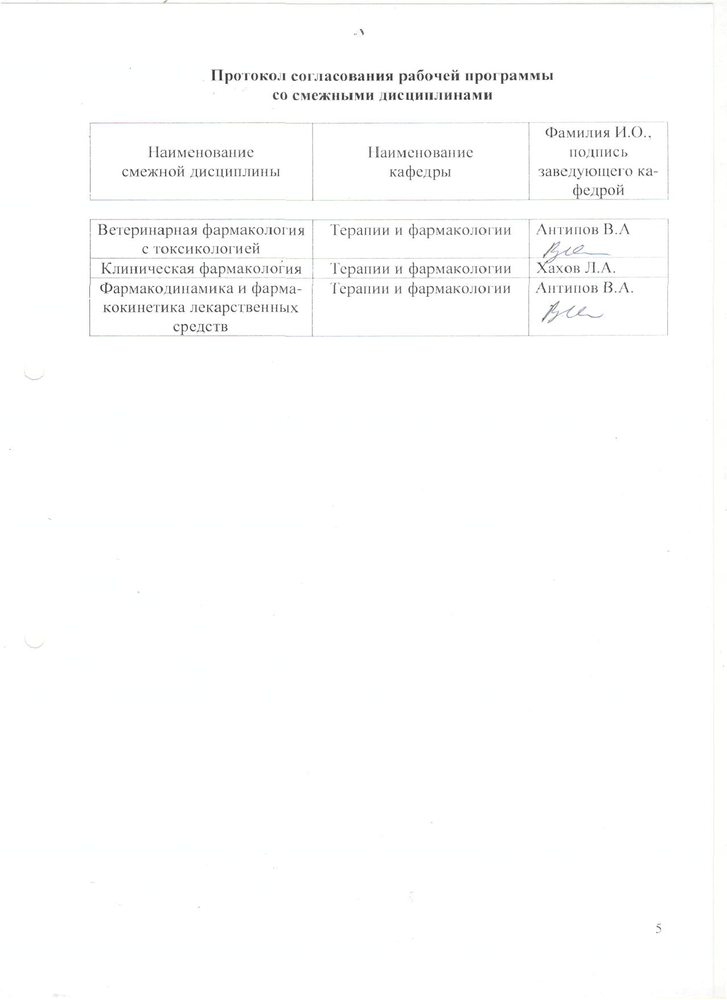 Протокол согласования рабочей программы
со смежными дисциплинами
Наименование
смежной дисциплины
Наименование
кафедры
Фамилия И.О.,
подпись
заведующего ка-
федрой
Ветеринарная фармакология
с токсикологией
Терапии и фармакологии
Антипов В.А
Клиническая фармакология
Терапии и фармакологии
Хахов Л.А.
Фармакодинамика и фарма-
кокинетика лекарственных
средств
Терапии и фармакологии
Антипов В.А.
5